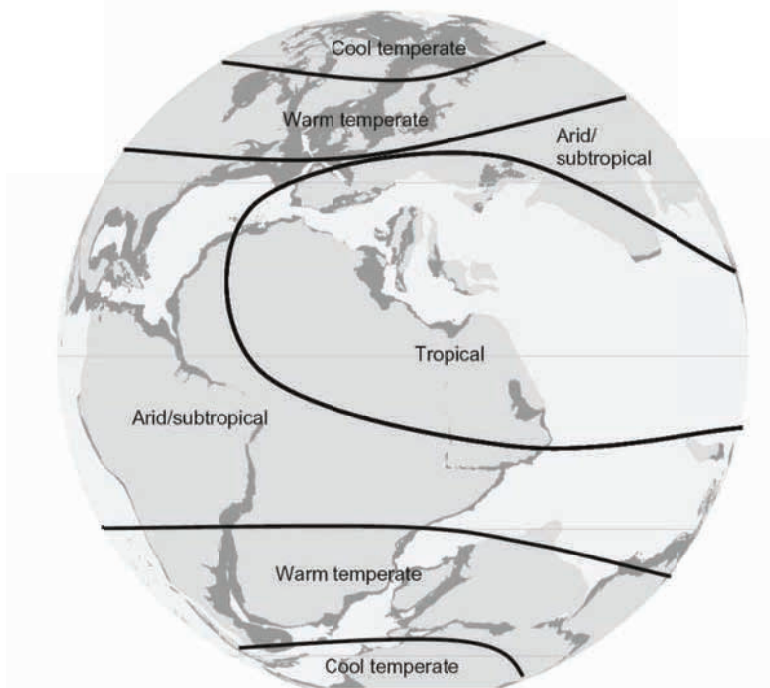 Cool temperate
Warm temperate
Arid/
subtropical
Tropical
Arid/subtropical
Warm temperate
Cool temperate